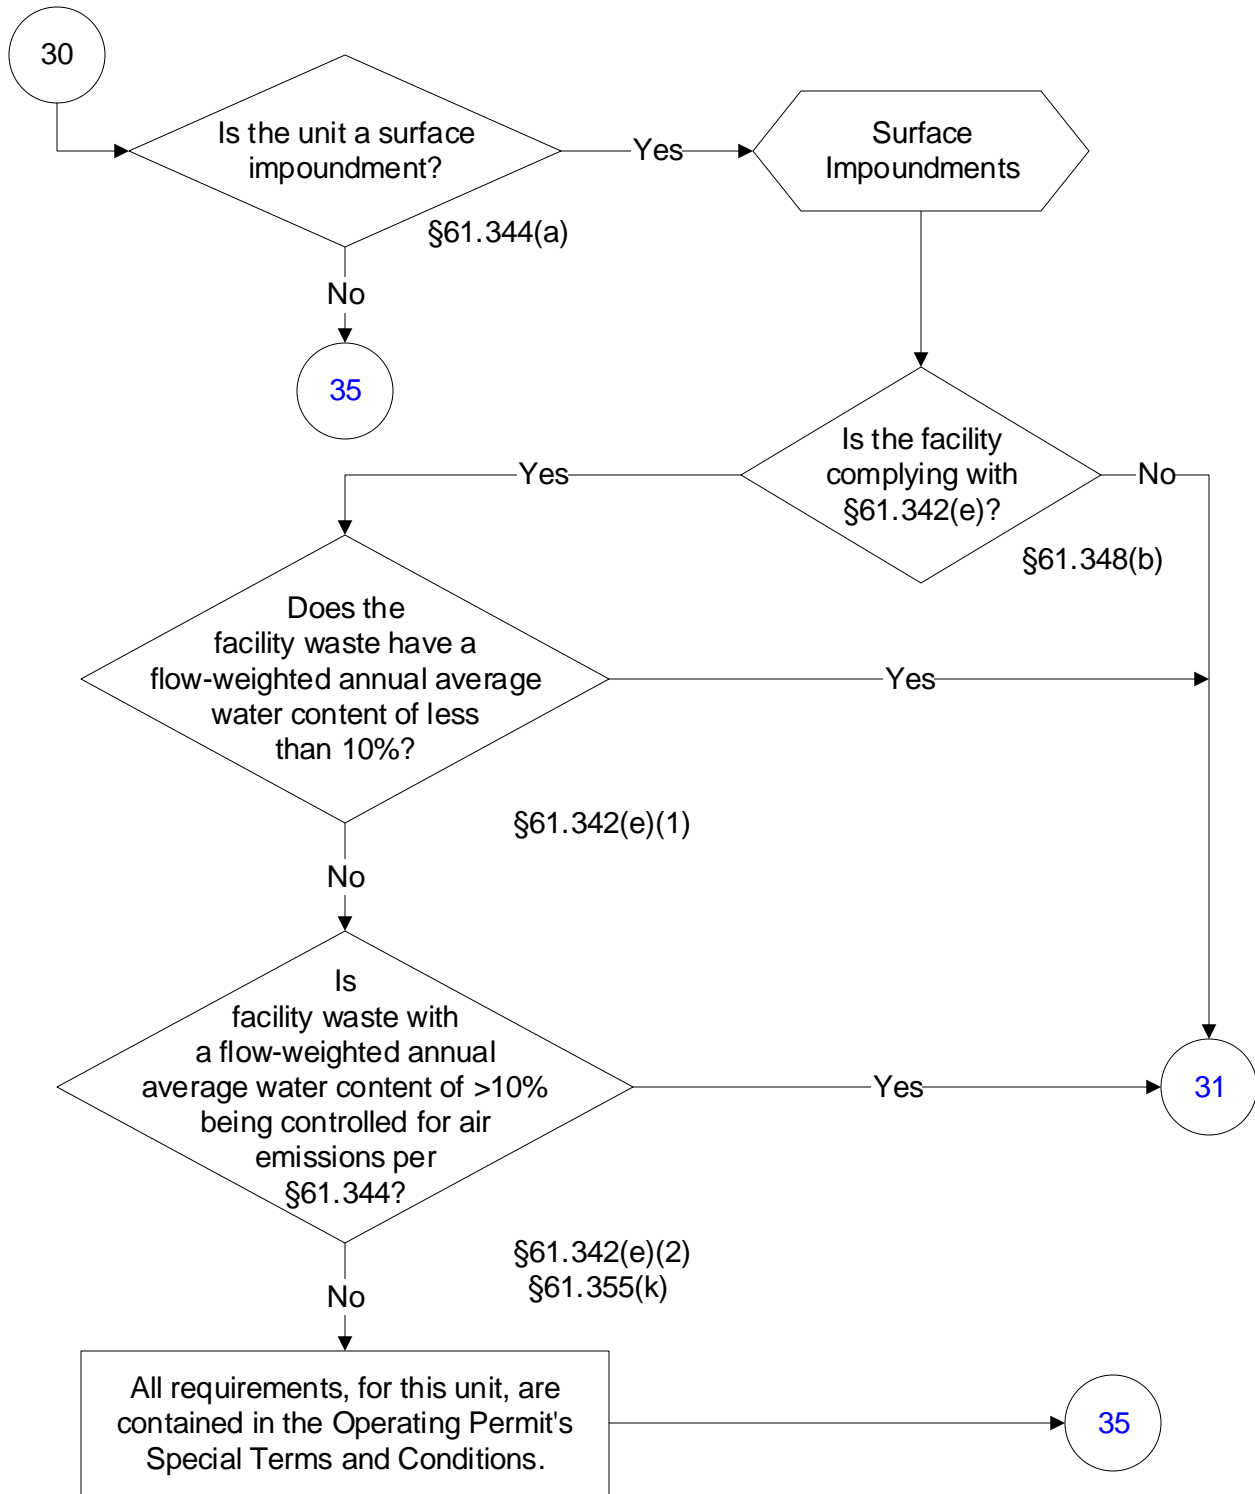 30
Is the unit a surface
impoundment?
Yes
Surface
Impoundments
§61.344(a)
No
35
Is the facility
complying with
§61.342(e)?
Yes
No
§61.348(b)
Does the
facility waste have a
flow-weighted annual average
water content of less
than 10%?
Yes
§61.342(e)(1)
No
Is
facility waste with
a flow-weighted annual
average water content of >10%
being controlled for air
emissions per
§61.344?
Yes
31
§61.342(e)(2)
§61.355(k)
No
All requirements, for this unit, are
contained in the Operating Permit's
Special Terms and Conditions.
35